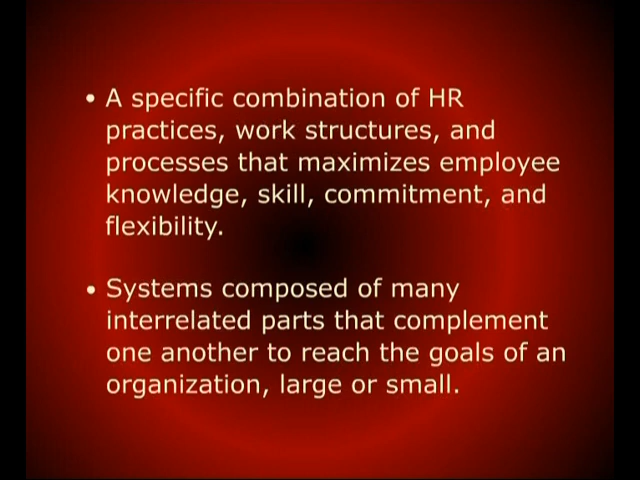 • A specific combination of HR
practices, work structures, and
processes that maximizes employee
knowledge, skill, commitment, and
flexibility.
• Systems composed of many
interrelated parts that complement
one another to reach the goals of an
organization, large or small.